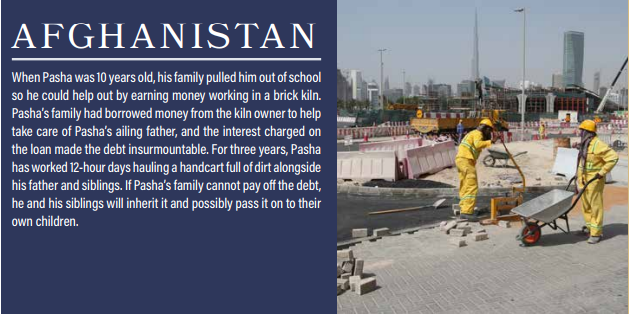 AFGHANISTAN
When Pasha was 10 years old, his family pulled him out of school
so he could help out by earning money working in a brick kiln.
Pasha's family had borrowed money from the kiln owner to help
take care of Pasha's ailing father, and the interest charged on
the loan made the debt insurmountable. For three years, Pasha
has worked 12-hour days hauling a handcart full of dirt alongside
his father and siblings. If Pasha's family cannot pay off the debt,
he and his siblings will inherit it and possibly pass it on to their
own children.